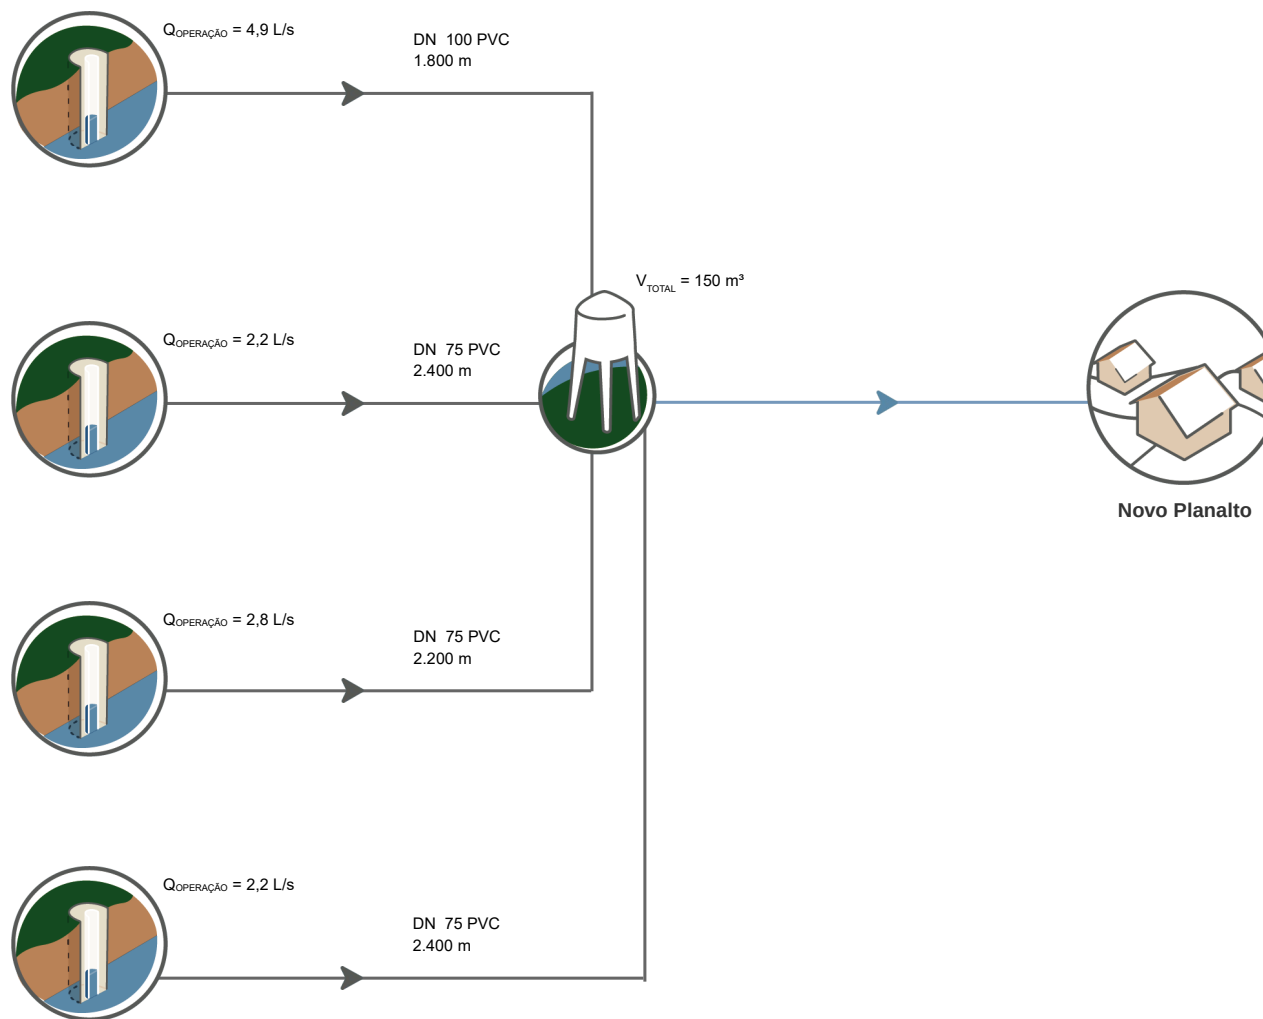 QOPERAÇÃO = 4,9 L/s
DN 100 PVC
1.800 m
VTOTAL = 150 m³
QOPERAÇÃO = 2,2 L/s
DN 75 PVC
2.400 m
Novo Planalto
QOPERAÇÃO = 2,8 L/s
DN 75 PVC
2.200 m
QOPERAÇÃO = 2,2 L/s
DN 75 PVC
2.400 m